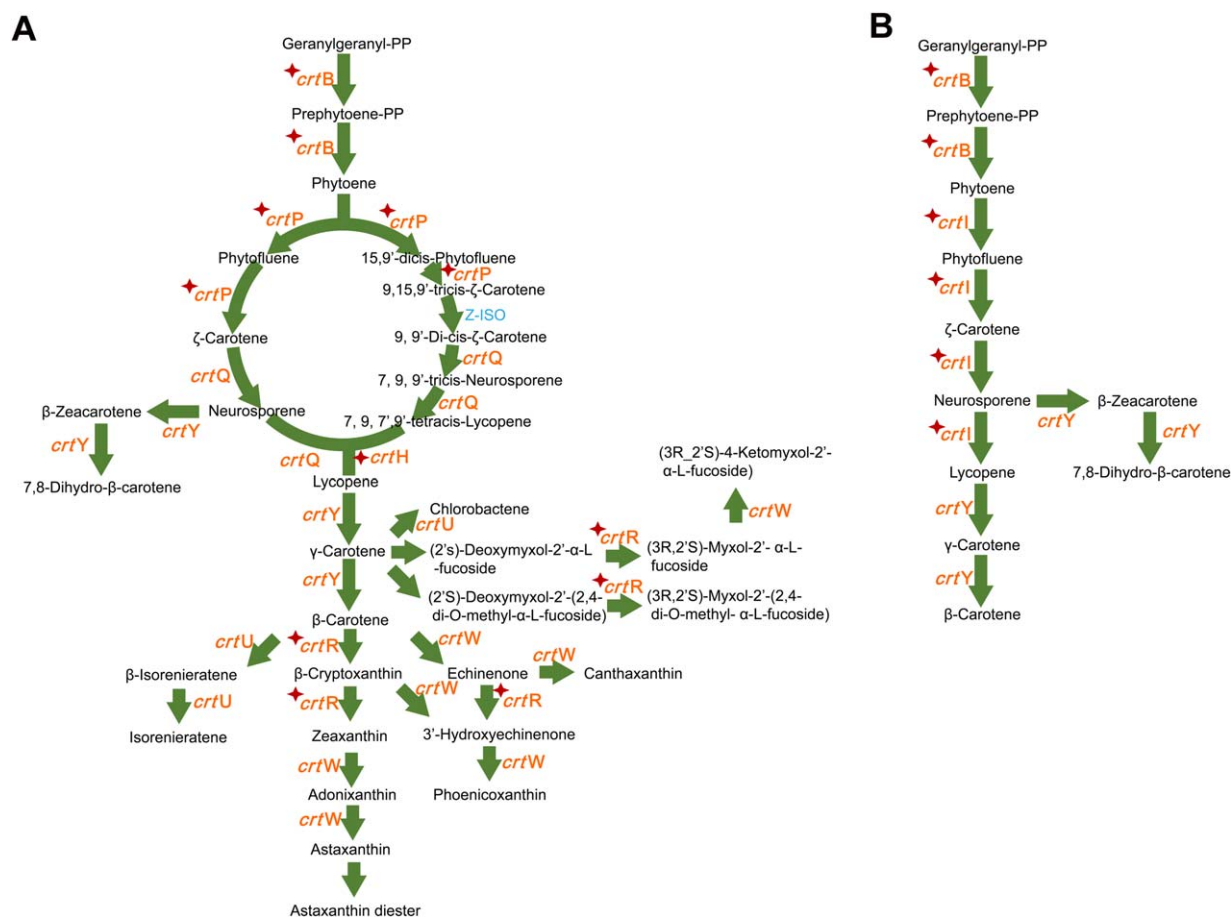 A
Geranylgeranyl-PP
crtB
Prephytoene-PP
crtB
Phytoene
crtP
crtP
Phytofluene
15,9'-dicis-Phytofluene
crtP
crtP
9,15,9'-tricis-ζ-Carotene
Z-ISO
ζ-Carotene
9, 9'-Di-cis-ζ-Carotene
crtQ
crtQ
7, 9, 9'-tricis-Neurosporene
crtQ
β-Zeacarotene
Neurosporene
crtY
7, 9, 7',9'-tetracis-Lycopene
crtY
crtQ
crtH
7,8-Dihydro-β-carotene
Lycopene
crtY
Chlorobactene
crtU
γ-Carotene
(2's)-Deoxymyxol-2'-α-L
-fucoside
crtR
(3R,2'S)-Myxol-2'- α-L-
fucoside
crtW
(3R_2'S)-4-Ketomyxol-2'-
α-L-fucoside)
crtY
(2'S)-Deoxymyxol-2'-(2,4-
di-O-methyl-α-L-fucoside)
crtR
(3R,2'S)-Myxol-2'-(2,4-
di-O-methyl- α-L-fucoside)
β-Carotene
crtU
crtR
crtW
β-Isorenieratene
β-Cryptoxanthin
Echinenone
crtW
Canthaxanthin
crtU
crtR
crtW
crtR
Isorenieratene
Zeaxanthin
3'-Hydroxyechinenone
crtW
crtW
Adonixanthin
Phoenicoxanthin
crtW
Astaxanthin
Astaxanthin diester
B
Geranylgeranyl-PP
crtB
Prephytoene-PP
crtB
Phytoene
crtI
Phytofluene
crtI
ζ-Carotene
crtI
Neurosporene
crtY
β-Zeacarotene
crtI
crtY
Lycopene
7,8-Dihydro-β-carotene
crtY
γ-Carotene
crtY
β-Carotene